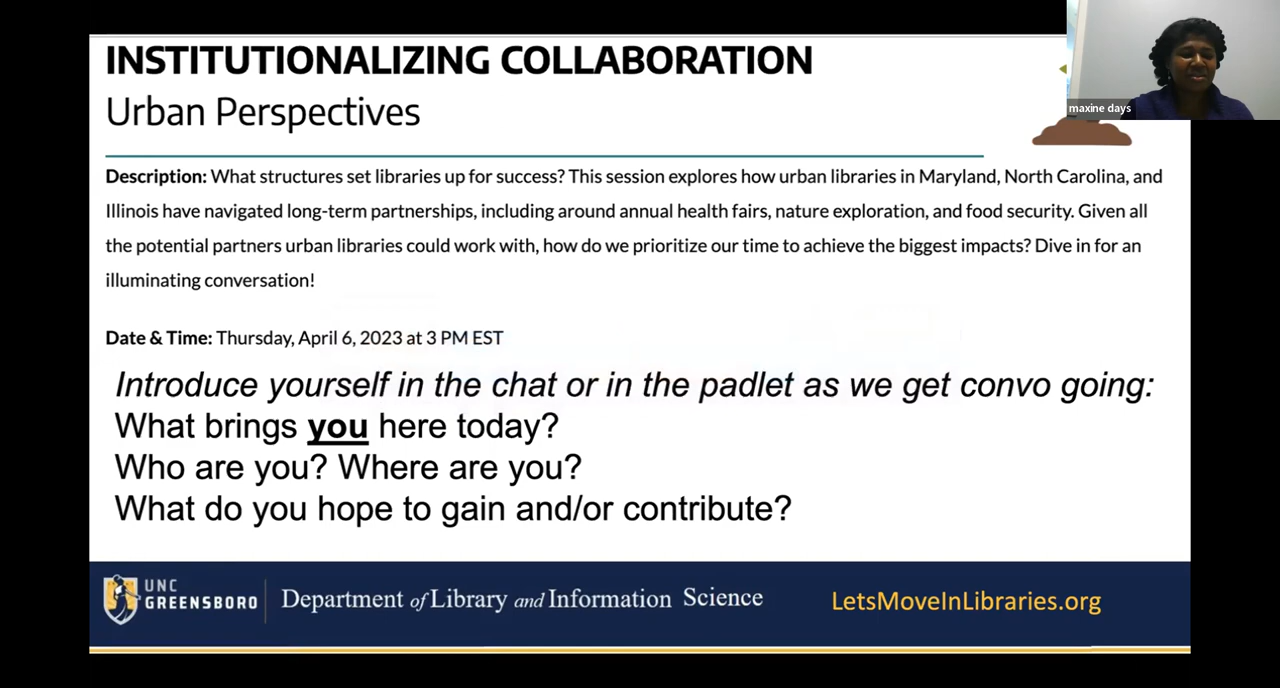 INSTITUTIONALIZING COLLABORATION
Urban Perspectives
maxine days
Description: What structures set libraries up for success? This session explores how urban libraries in Maryland, North Carolina, and
Illinois have navigated long-term partnerships, including around annual health fairs, nature exploration, and food security. Given all
the potential partners urban libraries could work with, how do we prioritize our time to achieve the biggest impacts? Dive in for an
illuminating conversation!
Date & Time: Thursday, April 6, 2023 at 3 PM EST
Introduce yourself in the chat or in the padlet as we get convo going:
What brings you here today?
Who are you? Where are you?
What do you hope to gain and/or contribute?
UNC
GREENSBORO
Department of Library and Information Science
LetsMoveInLibraries.org